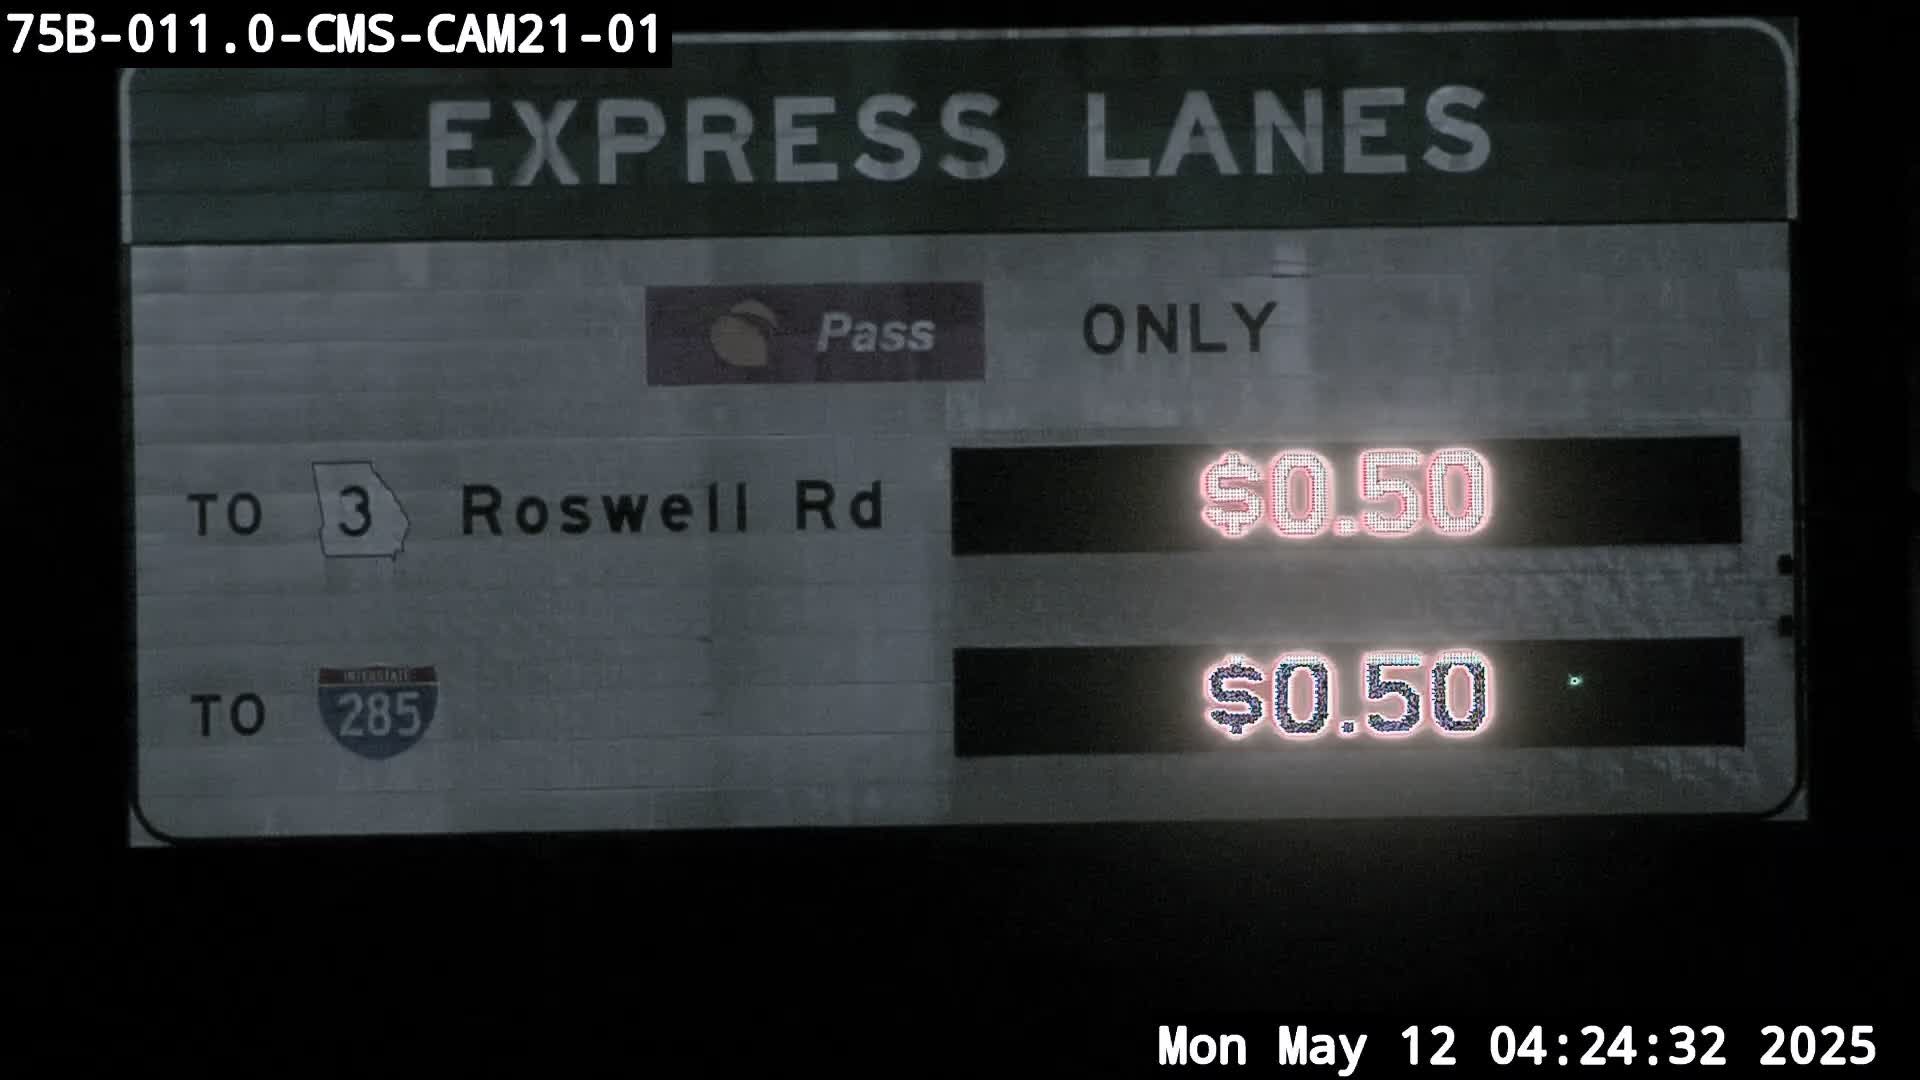 75B-011.0-CMS-CAM21-01
EXPRESS LANES
Pass ONLY
TO 3 Roswell Rd $0.50
TO INTERSTATE 285 $0.50
Mon May 12 04:24:32 2025